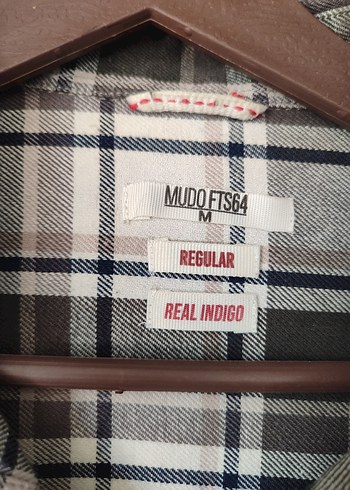 MUDO FTS64
M
REGULAR
REAL INDIGO